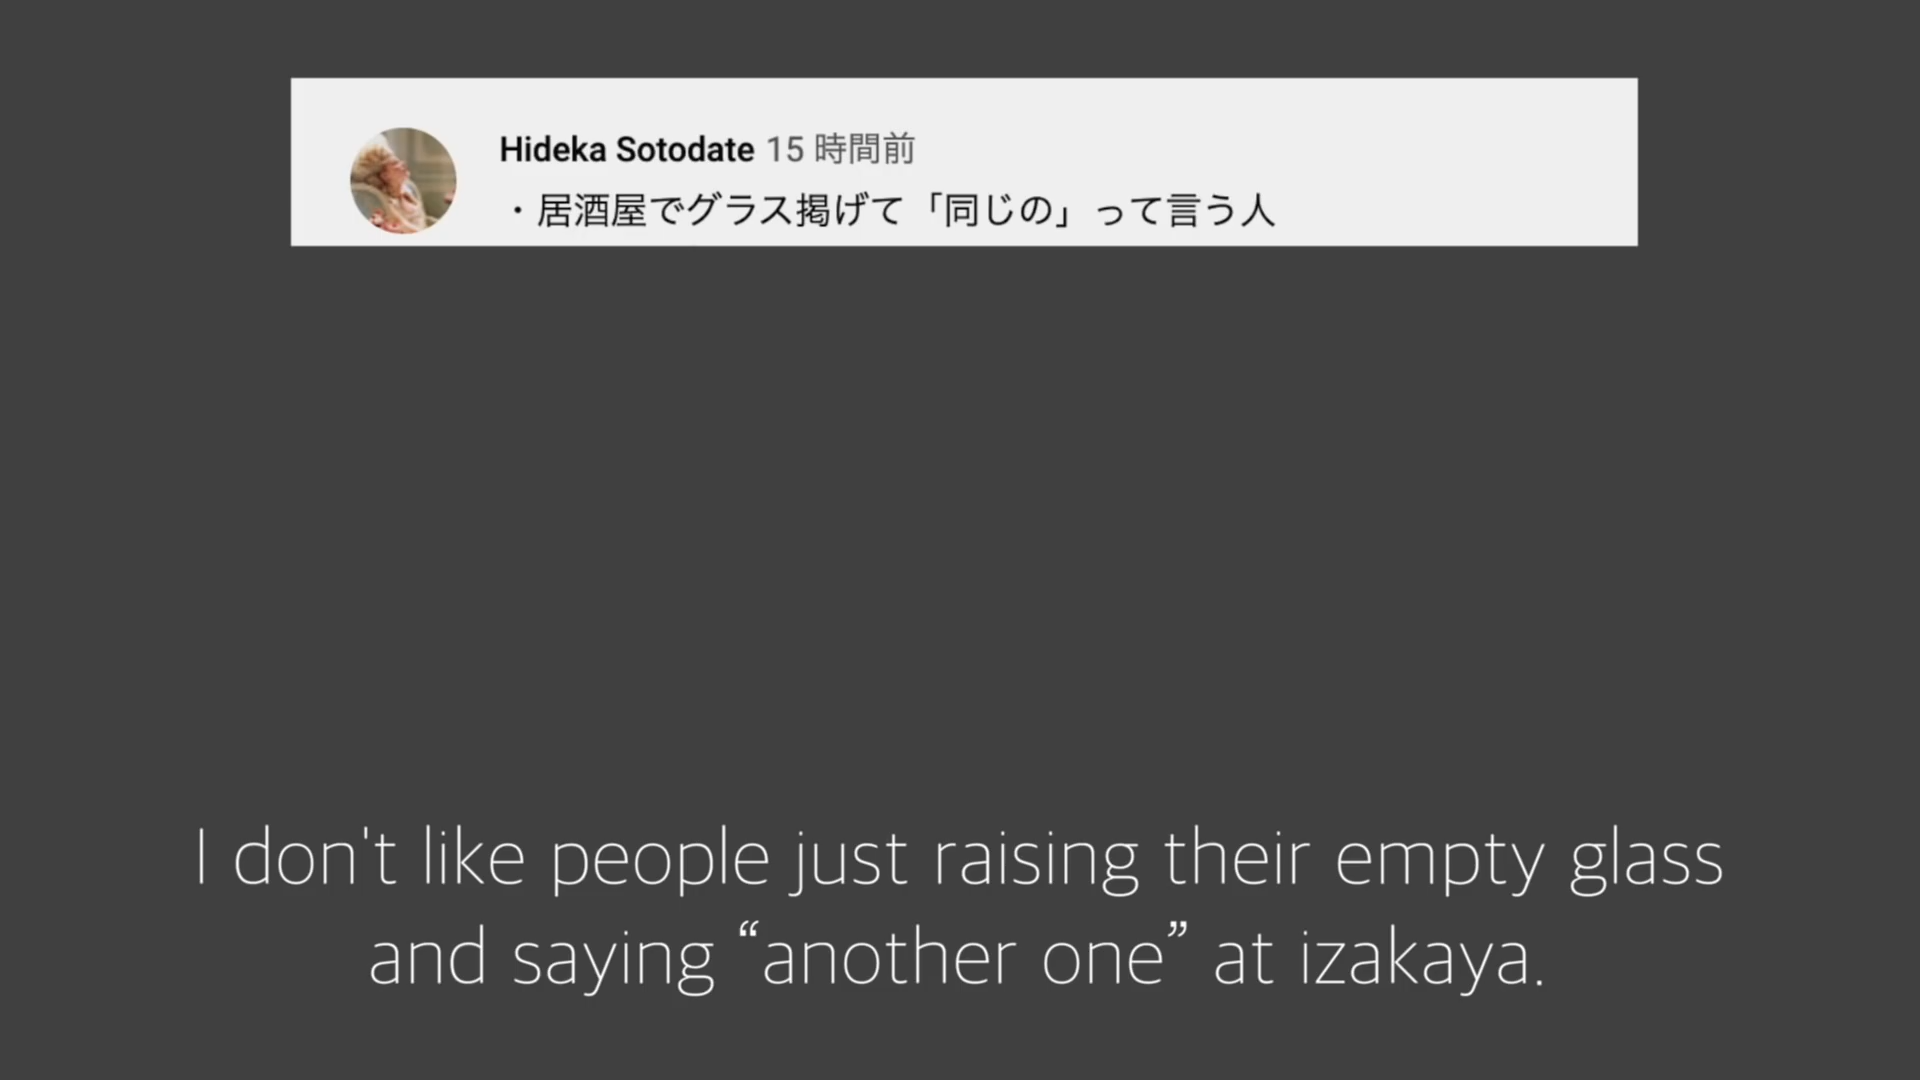 Hideka Sotodate 15 時間前
・居酒屋でグラス掲げて「同じの」って言う人
I don't like people just raising their empty glass
and saying “another one” at izakaya.